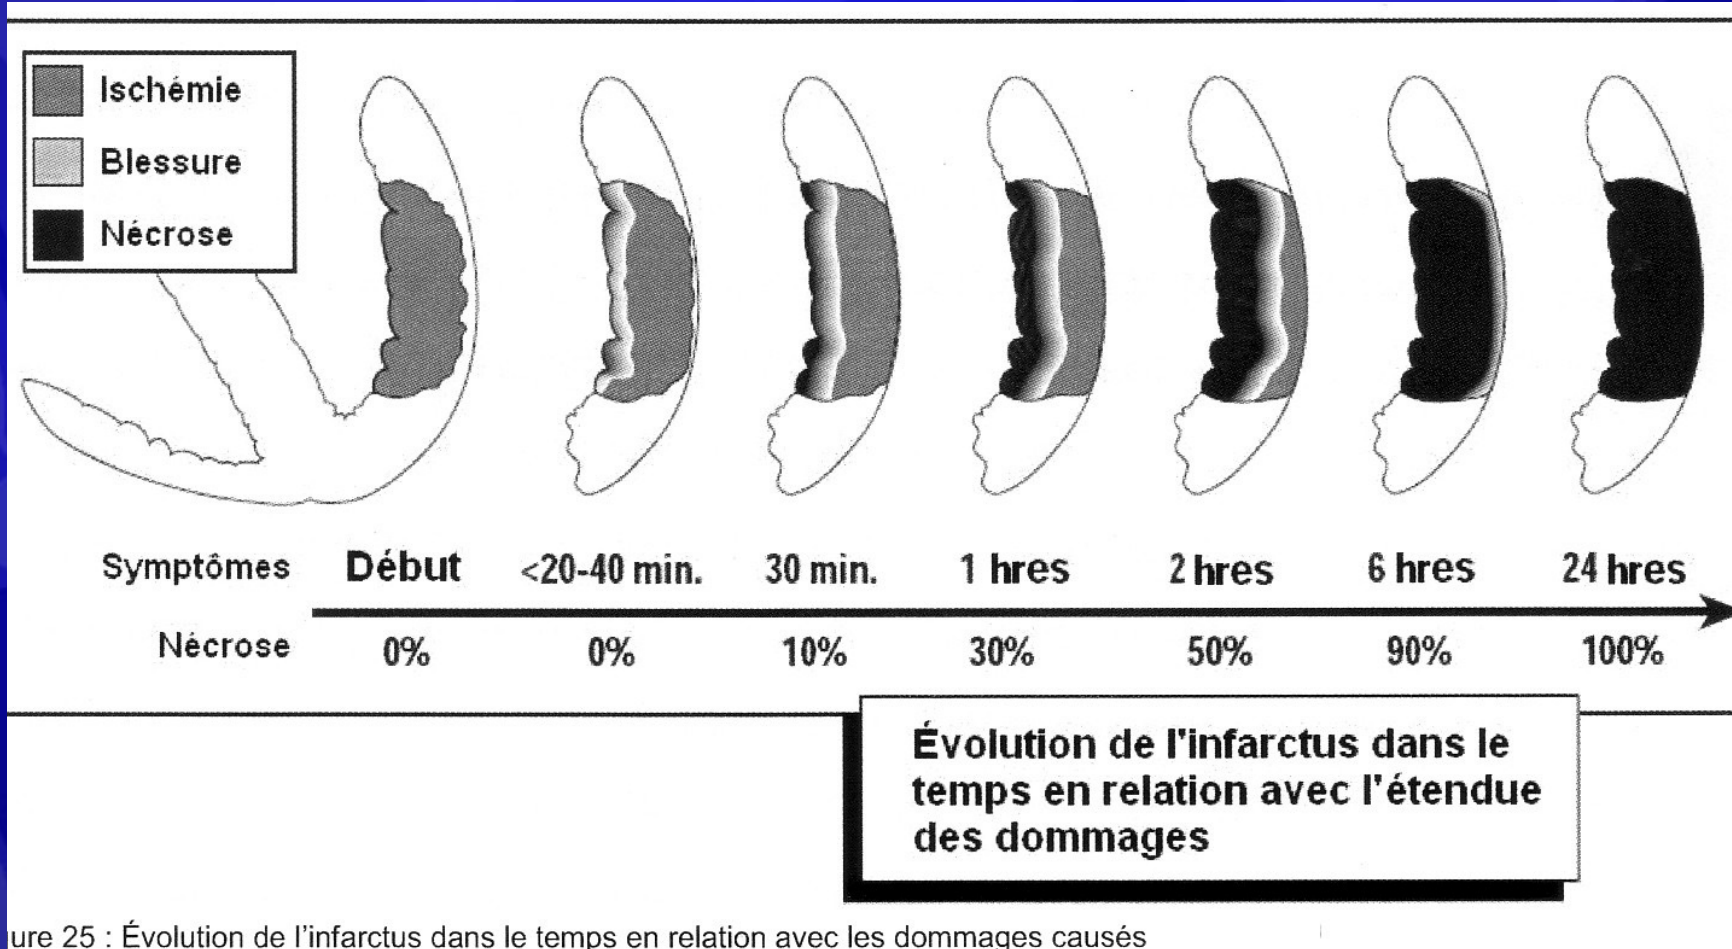 Ischémie
Blessure
Nécrose
Symptômes Début <20-40 min. 30 min. 1 hres 2 hres 6 hres 24 hres
Nécrose 0% 0% 10% 30% 50% 90% 100%
Évolution de l'infarctus dans le
temps en relation avec l'étendue
des dommages
ure 25 : Évolution de l'infarctus dans le temps en relation avec les dommages causés